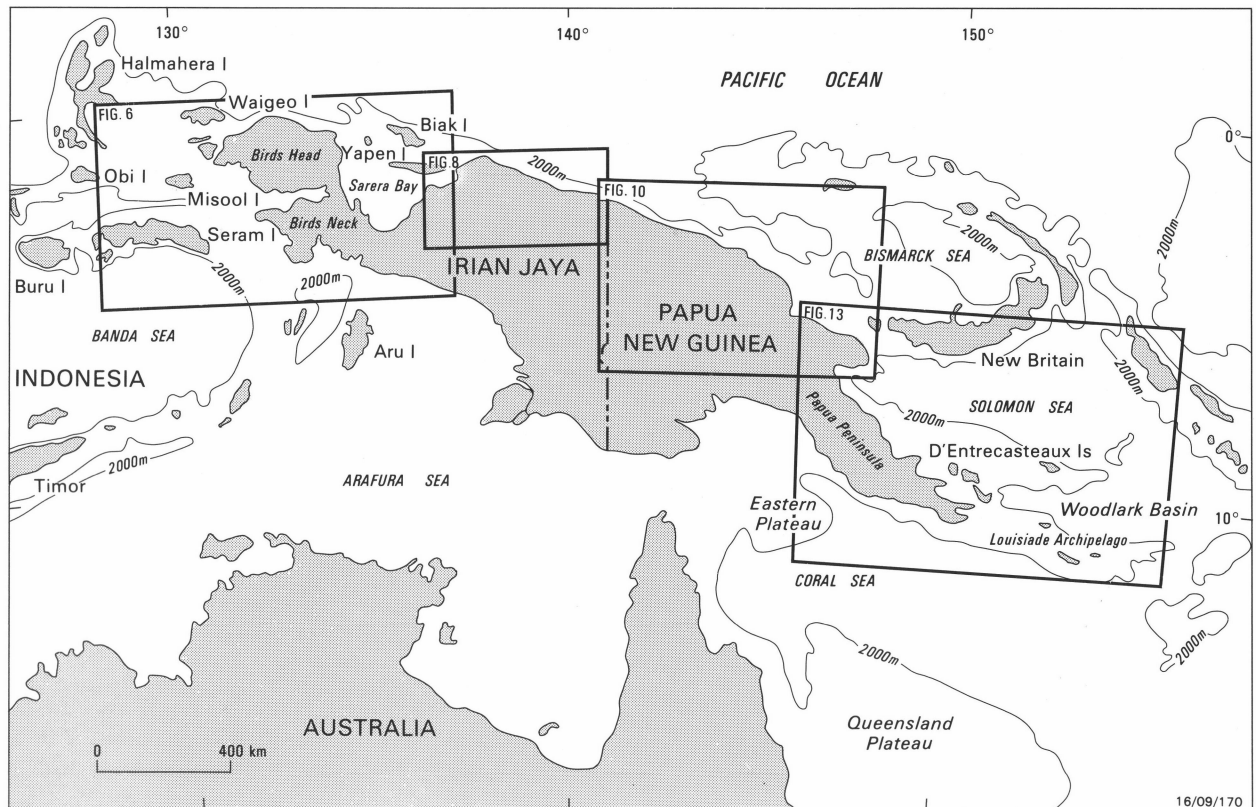 130°
140°
150°
Halmahera I
PACIFIC OCEAN
Waigeo I
FIG. 6
Biak I
0°
Birds Head
Yapen I
FIG. 8
2000m
Obi I
Sarera Bay
FIG. 10
Misool I
Birds Neck
Seram I
2000m
2000m
BISMARCK SEA
2000m
IRIAN JAYA
Buru I
PAPUA
NEW GUINEA
FIG. 13
BANDA SEA
Aru I
New Britain
2000m
INDONESIA
2000m
SOLOMON SEA
Papua Peninsula
D'Entrecasteaux Is
2000m
Timor
ARAFURA SEA
Eastern
Plateau
Woodlark Basin
10°
Louisiade Archipelago
CORAL SEA
2000m
2000m
AUSTRALIA
Queensland
Plateau
0 400 km
16/09/170